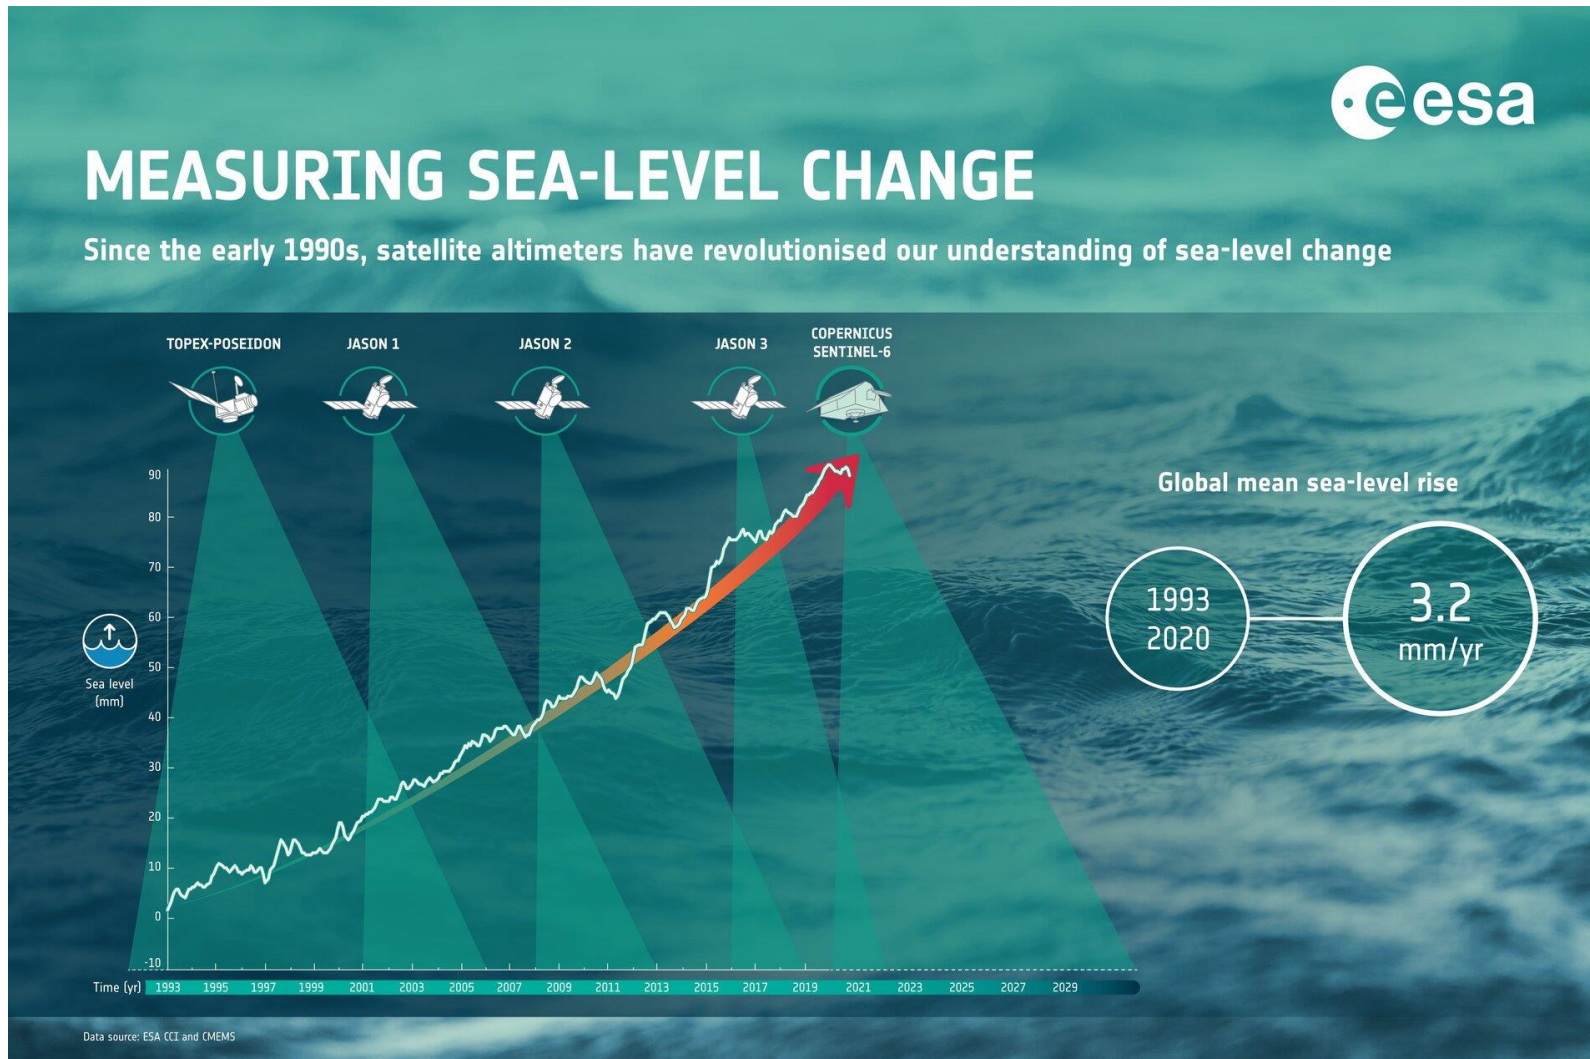 esa
MEASURING SEA-LEVEL CHANGE
Since the early 1990s, satellite altimeters have revolutionised our understanding of sea-level change
TOPEX-POSEIDON
JASON 1
JASON 2
JASON 3
COPERNICUS
SENTINEL-6
90
80
70
60
50
40
30
20
10
0
-10
Sea level
(mm)
Time (yr) 1993 1995 1997 1999 2001 2003 2005 2007 2009 2011 2013 2015 2017 2019 2021 2023 2025 2027 2029
Global mean sea-level rise
1993
2020
3.2
mm/yr
Data source: ESA CCI and CMEMS